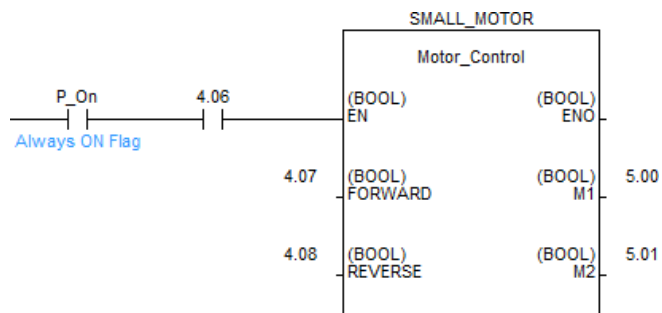 SMALL_MOTOR
Motor_Control
P_On 4.06 (BOOL) (BOOL)
EN ENO
Always ON Flag
4.07 (BOOL) (BOOL) 5.00
FORWARD M1
4.08 (BOOL) (BOOL) 5.01
REVERSE M2